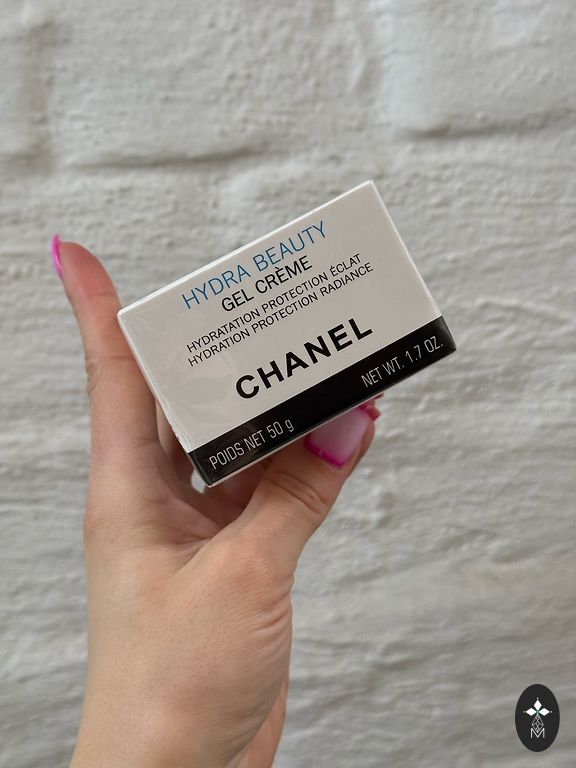 HYDRA BEAUTY
GEL CRÈME
HYDRATATION PROTECTION ÉCLAT
HYDRATION PROTECTION RADIANCE
CHANEL
POIDS NET 50 g
NET WT. 1.7 OZ.
M